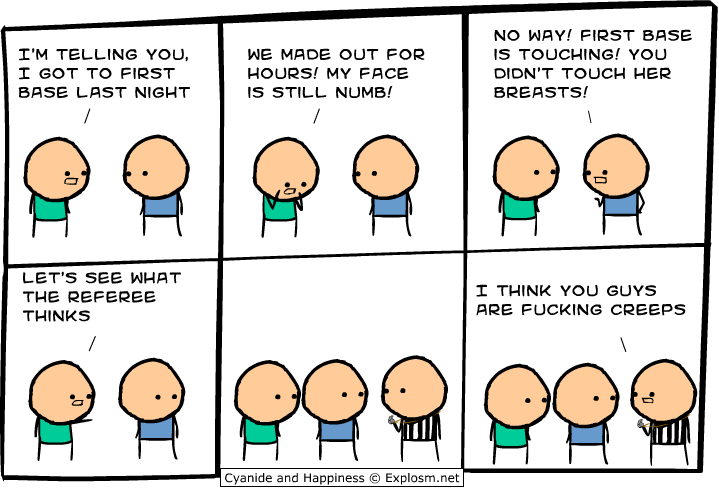 I'M TELLING YOU,
I GOT TO FIRST
BASE LAST NIGHT
WE MADE OUT FOR
HOURS! MY FACE
IS STILL NUMB!
NO WAY! FIRST BASE
IS TOUCHING! YOU
DIDN'T TOUCH HER
BREASTS!
LET'S SEE WHAT
THE REFEREE
THINKS
I THINK YOU GUYS
ARE FUCKING CREEPS
Cyanide and Happiness © Explosm.net